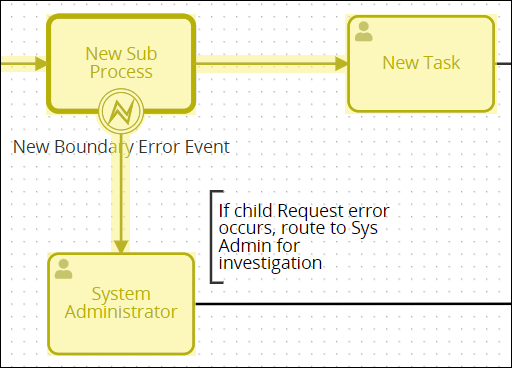 New Sub
Process
New Task
New Boundary Error Event
If child Request error
occurs, route to Sys
Admin for
investigation
System
Administrator